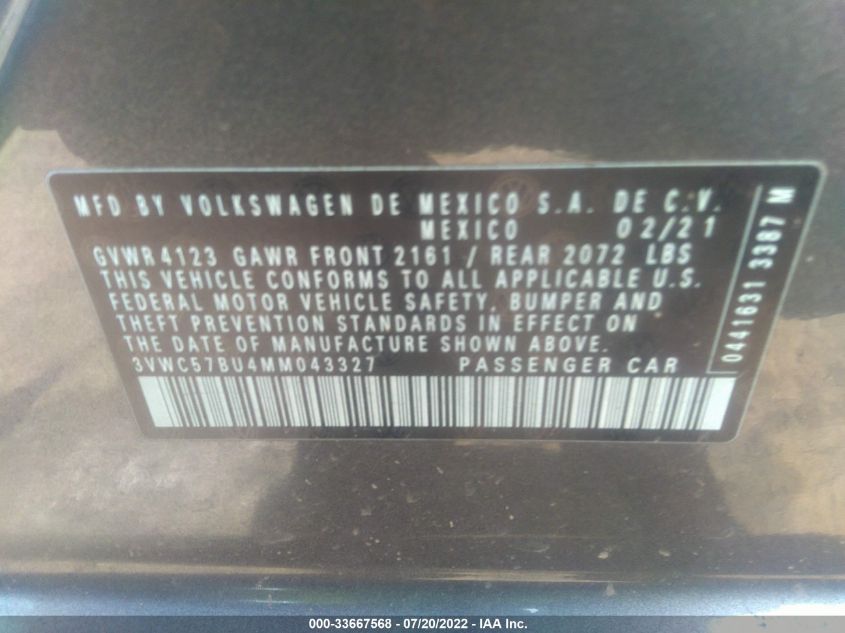 MFD BY VOLKSWAGEN DE MEXICO S.A. DE C.V.
MEXICO 02/21
GVWR 4123 GAWR FRONT 2161 / REAR 2072 LBS
THIS VEHICLE CONFORMS TO ALL APPLICABLE U.S.
FEDERAL MOTOR VEHICLE SAFETY, BUMPER AND
THEFT PREVENTION STANDARDS IN EFFECT ON
THE DATE OF MANUFACTURE SHOWN ABOVE.
3VWC57BU4MM043327 PASSENGER CAR
0441631 3387 M
000-33667568 - 07/20/2022 - IAA Inc.